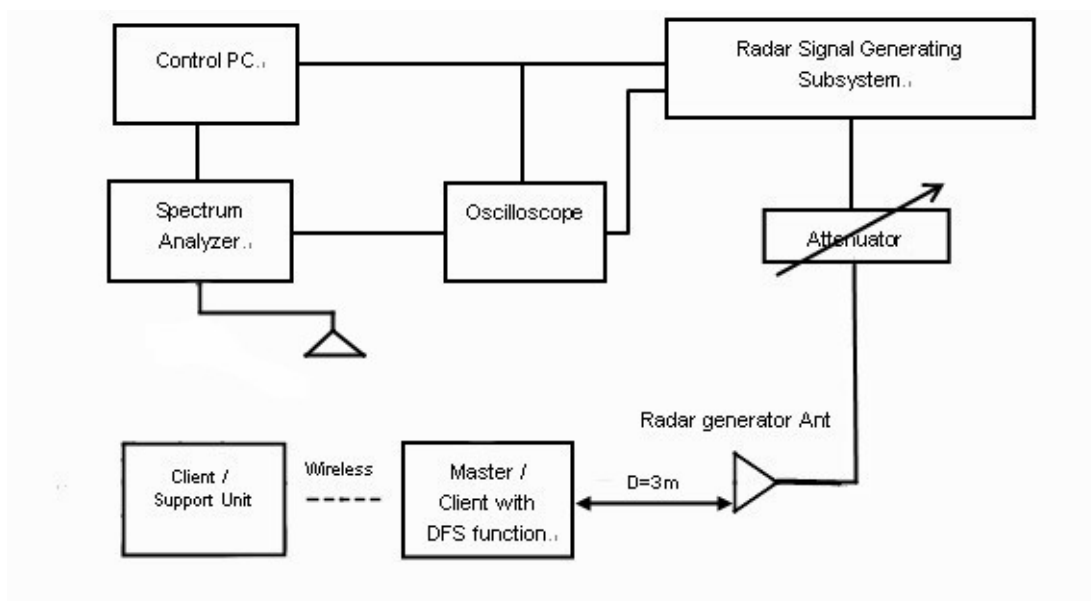 Control PC.
Radar Signal Generating
Subsystem.
Spectrum
Analyzer.
Oscilloscope
Attenuator
Radar generator Ant
Client /
Support Unit
Wireless
Master /
Client with
DFS function.
D=3m